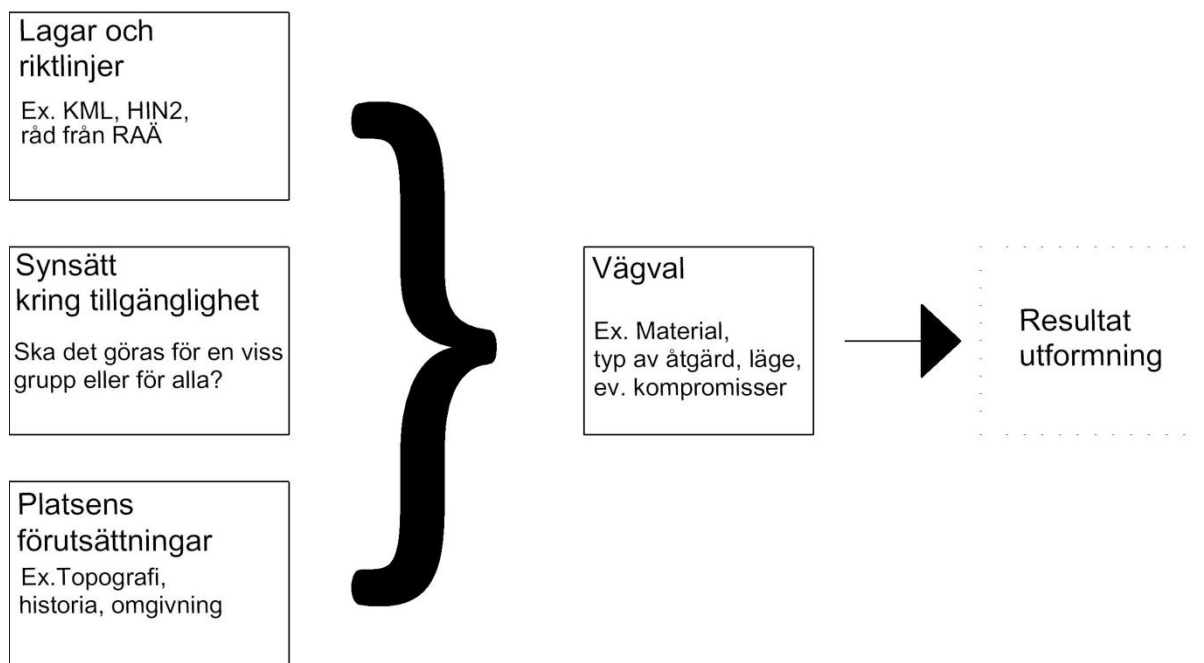 Lagar och
riktlinjer
Ex. KML, HIN2,
råd från RAÄ
Synsätt
kring tillgänglighet
Ska det göras för en viss
grupp eller för alla?
Platsens
förutsättningar
Ex.Topografi,
historia, omgivning
Vägval
Ex. Material,
typ av åtgärd, läge,
ev. kompromisser
Resultat
utformning